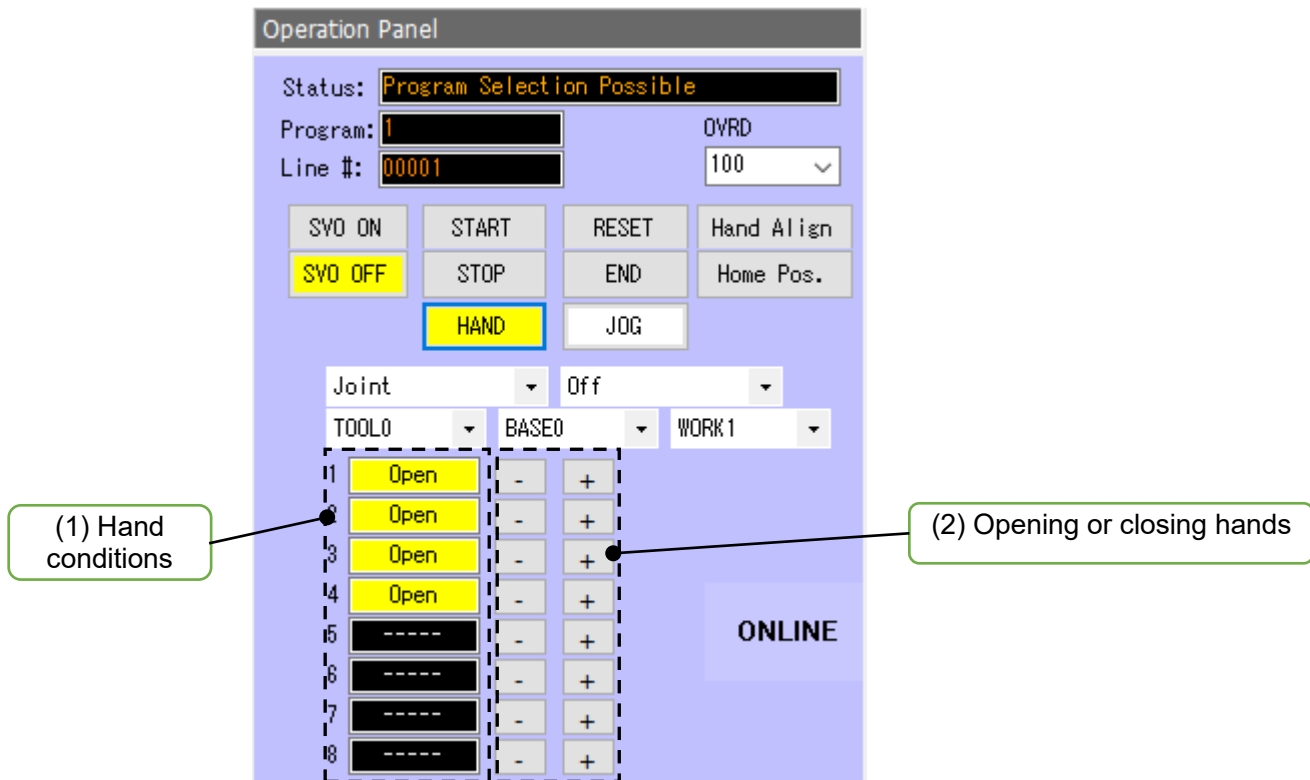 Operation Panel
Status: Program Selection Possible
Program: 1 OVRD
Line #: 00001 100
SVO ON START RESET Hand Align
SVO OFF STOP END Home Pos.
HAND JOG
Joint Off
TOOL0 BASE0 WORK1
1 Open - +
2 Open - +
3 Open - +
4 Open - +
5 ----- - +
6 ----- - +
7 ----- - +
8 ----- - +
(1) Hand
conditions
(2) Opening or closing hands
ONLINE